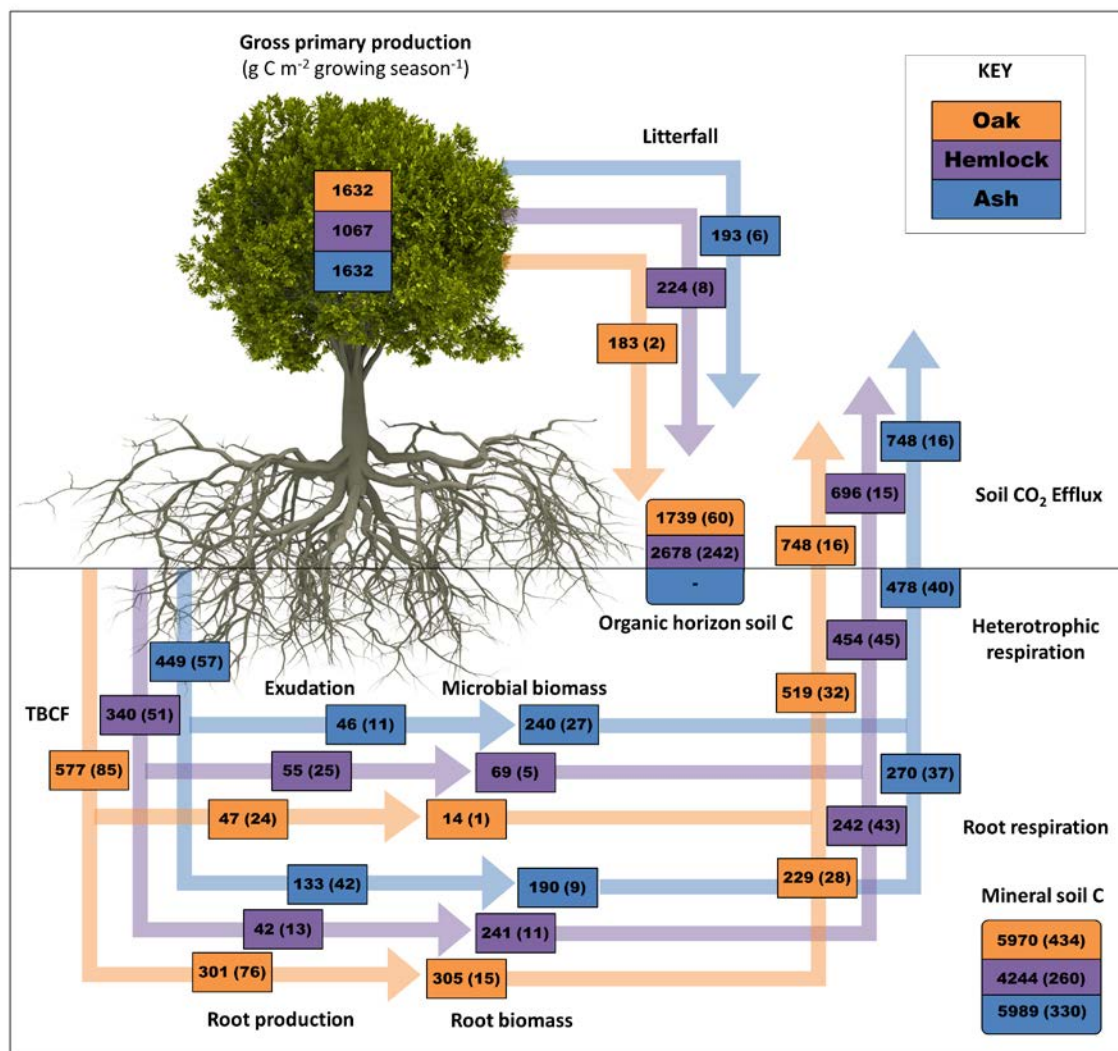 Gross primary production
(g C m⁻² growing season⁻¹)
KEY
Oak
Hemlock
Ash
Litterfall
1632
1067
1632
193 (6)
224 (8)
183 (2)
748 (16)
696 (15)
748 (16)
Soil CO₂ Efflux
1739 (60)
2678 (242)
-
Organic horizon soil C
478 (40)
454 (45)
519 (32)
Heterotrophic
respiration
TBCF
449 (57)
340 (51)
577 (85)
Exudation
Microbial biomass
46 (11)
240 (27)
55 (25)
69 (5)
47 (24)
14 (1)
270 (37)
242 (43)
229 (28)
Root respiration
133 (42)
190 (9)
42 (13)
241 (11)
301 (76)
305 (15)
Root production
Root biomass
Mineral soil C
5970 (434)
4244 (260)
5989 (330)